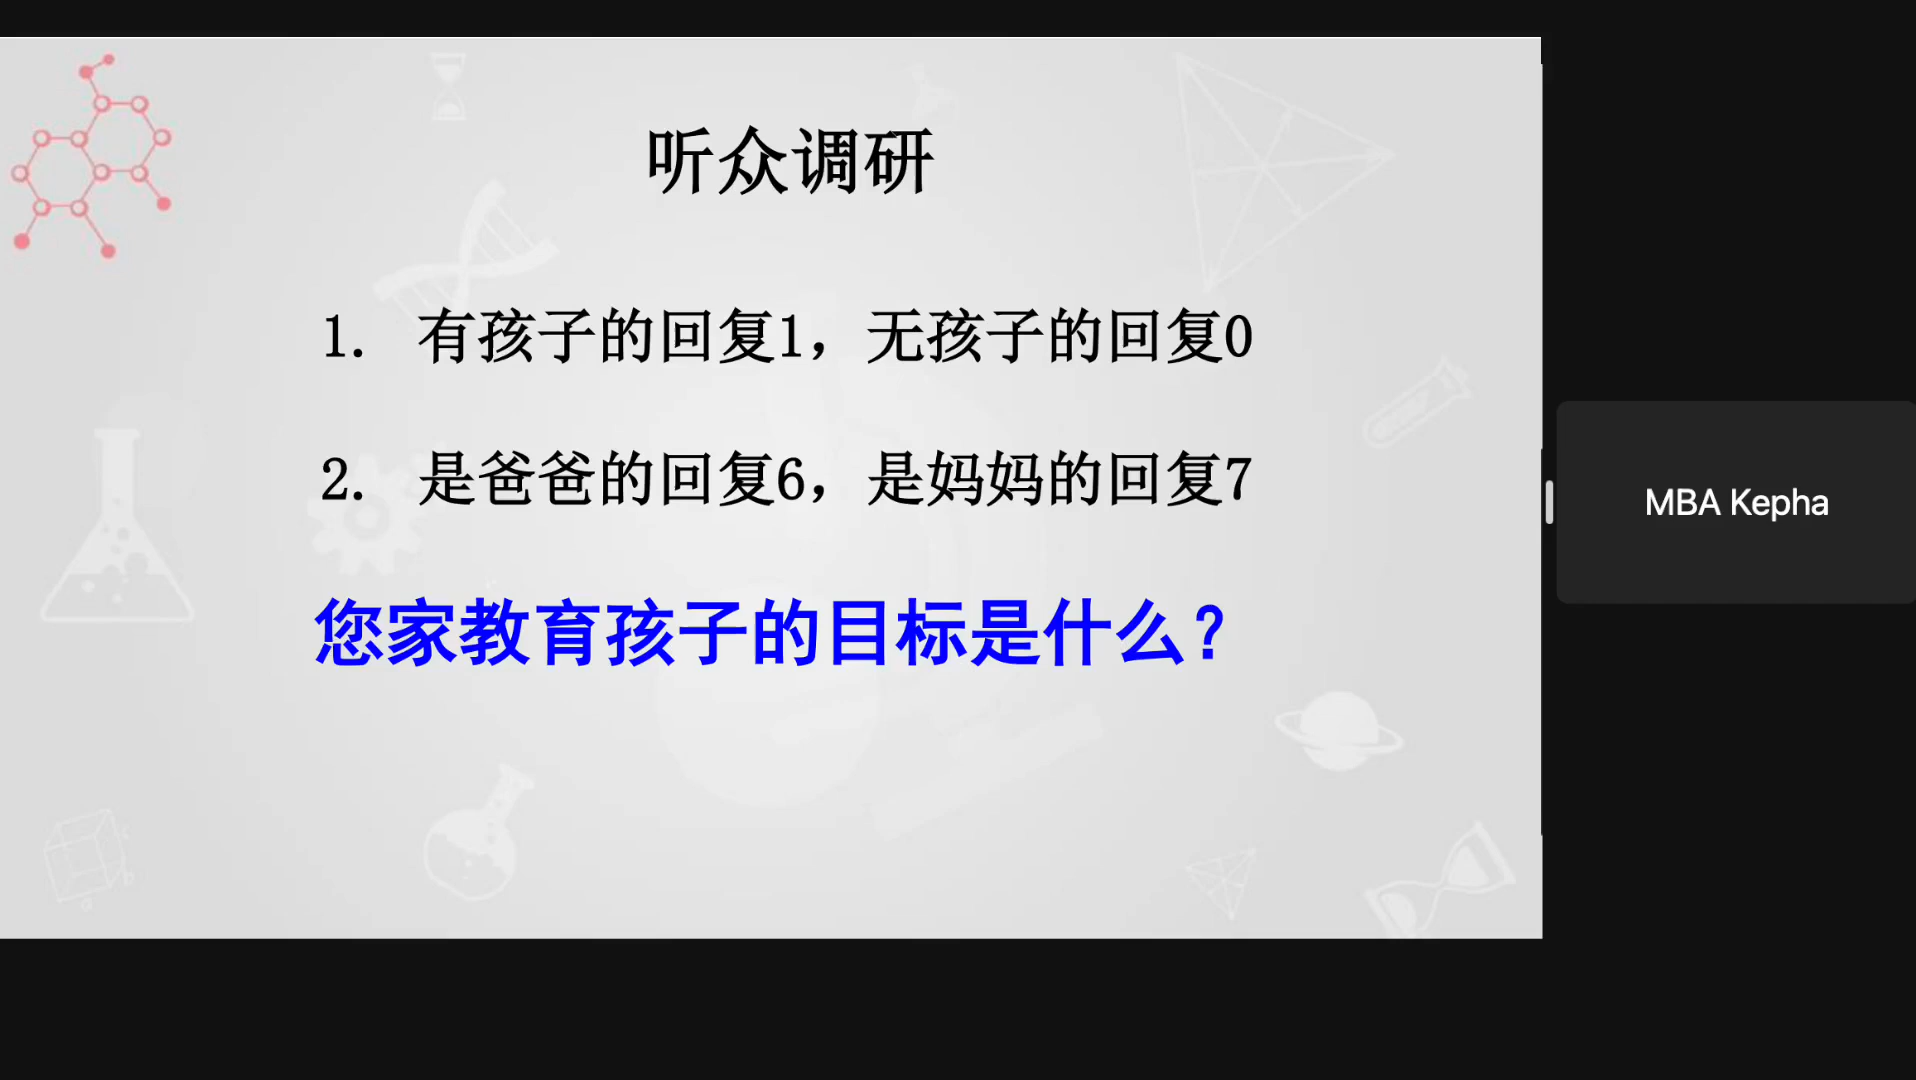 听众调研
1. 有孩子的回复1，无孩子的回复0
2. 是爸爸的回复6，是妈妈的回复7
您家教育孩子的目标是什么？
MBA Kepha